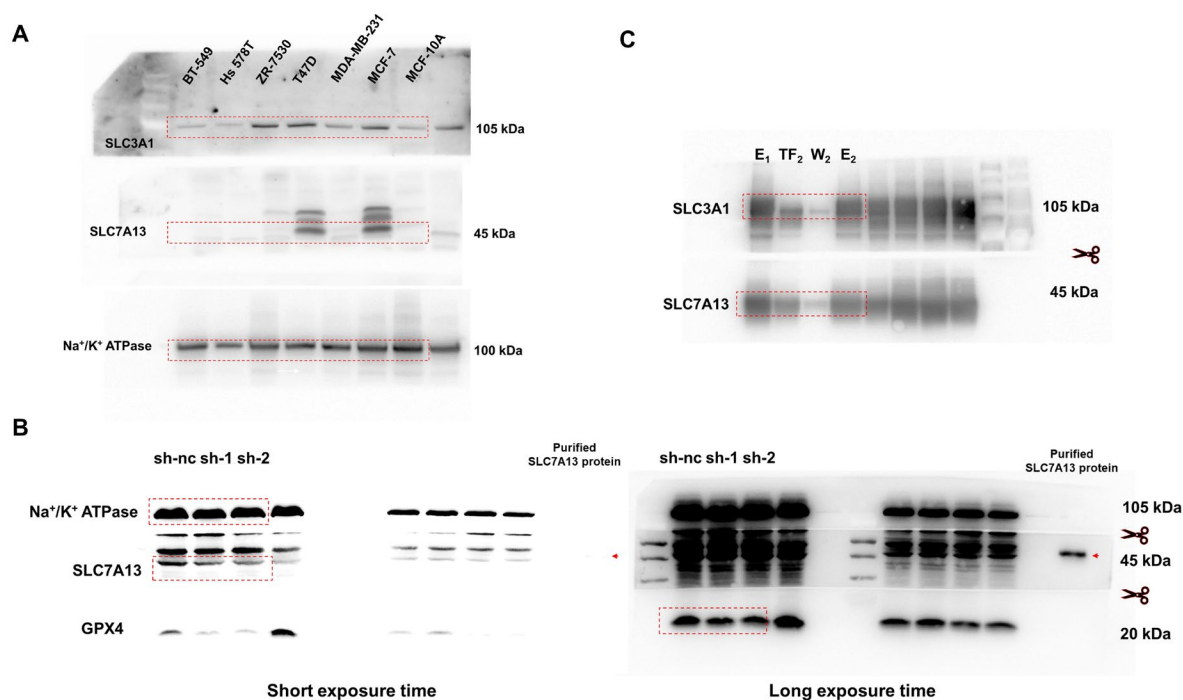 A
BT-549
Hs 578T
ZR-7530
T47D
MDA-MB-231
MCF-7
MCF-10A
SLC3A1
105 kDa
SLC7A13
45 kDa
Na⁺/K⁺ ATPase
100 kDa
C
E₁ TF₂ W₂ E₂
SLC3A1
105 kDa
SLC7A13
45 kDa
B
sh-nc sh-1 sh-2
Purified
SLC7A13 protein
Na⁺/K⁺ ATPase
SLC7A13
GPX4
Short exposure time
sh-nc sh-1 sh-2
Purified
SLC7A13 protein
105 kDa
45 kDa
20 kDa
Long exposure time